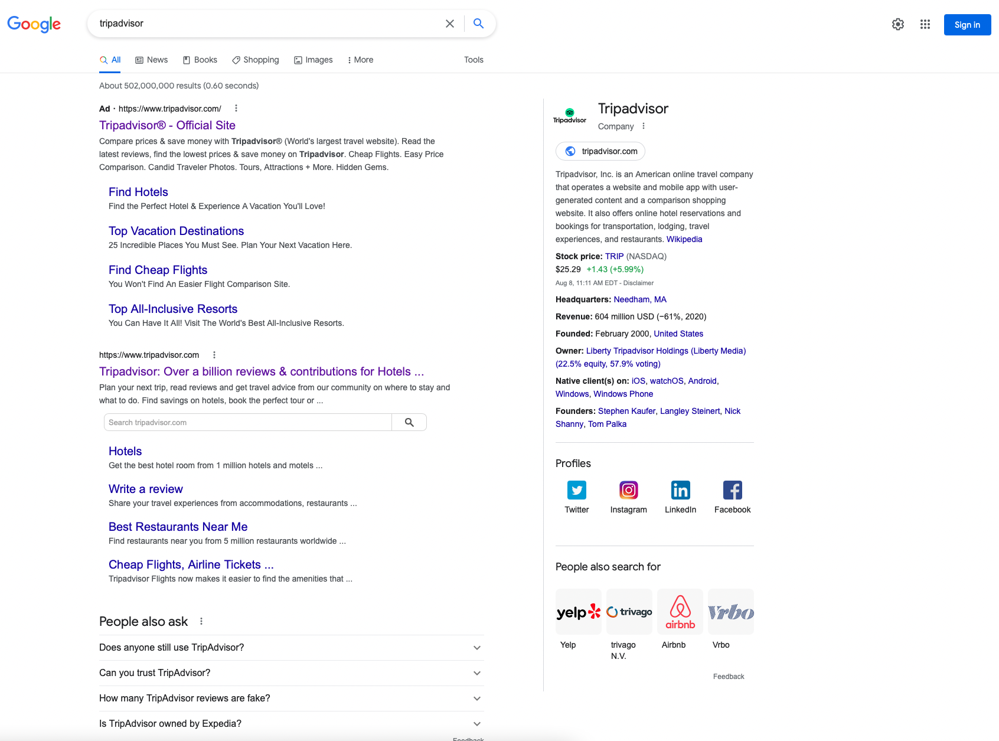 Google
tripadvisor
Sign in
All
News
Books
Shopping
Images
More
Tools
About 502,000,000 results (0.60 seconds)
Ad · https://www.tripadvisor.com/
Tripadvisor® - Official Site
Compare prices & save money with Tripadvisor® (World's largest travel website). Read the
latest reviews, find the lowest prices & save money on Tripadvisor. Cheap Flights. Easy Price
Comparison. Candid Traveler Photos. Tours, Attractions + More. Hidden Gems.
Find Hotels
Find the Perfect Hotel & Experience A Vacation You'll Love!
Top Vacation Destinations
25 Incredible Places You Must See. Plan Your Next Vacation Here.
Find Cheap Flights
You Won't Find An Easier Flight Comparison Site.
Top All-Inclusive Resorts
You Can Have It All! Visit The World's Best All-Inclusive Resorts.
https://www.tripadvisor.com
Tripadvisor: Over a billion reviews & contributions for Hotels ...
Plan your next trip, read reviews and get travel advice from our community on where to stay and
what to do. Find savings on hotels, book the perfect tour or ...
Search tripadvisor.com
Hotels
Get the best hotel room from 1 million hotels and motels ...
Write a review
Share your travel experiences from accommodations, restaurants ...
Best Restaurants Near Me
Find restaurants near you from 5 million restaurants worldwide ...
Cheap Flights, Airline Tickets ...
Tripadvisor Flights now makes it easier to find the amenities that ...
People also ask
Does anyone still use TripAdvisor?
Can you trust TripAdvisor?
How many TripAdvisor reviews are fake?
Is TripAdvisor owned by Expedia?
Feedback
Tripadvisor
Tripadvisor
Company
tripadvisor.com
Tripadvisor, Inc. is an American online travel company
that operates a website and mobile app with user-
generated content and a comparison shopping
website. It also offers online hotel reservations and
bookings for transportation, lodging, travel
experiences, and restaurants. Wikipedia
Stock price: TRIP (NASDAQ)
$25.29 +1.43 (+5.99%)
Aug 8, 11:11 AM EDT - Disclaimer
Headquarters: Needham, MA
Revenue: 604 million USD (−61%, 2020)
Founded: February 2000, United States
Owner: Liberty Tripadvisor Holdings (Liberty Media)
(22.5% equity, 57.9% voting)
Native client(s) on: iOS, watchOS, Android,
Windows, Windows Phone
Founders: Stephen Kaufer, Langley Steinert, Nick
Shanny, Tom Palka
Profiles
Twitter
Instagram
LinkedIn
Facebook
People also search for
yelp
trivago
airbnb
Vrbo
Yelp
trivago
N.V.
Airbnb
Vrbo
Feedback